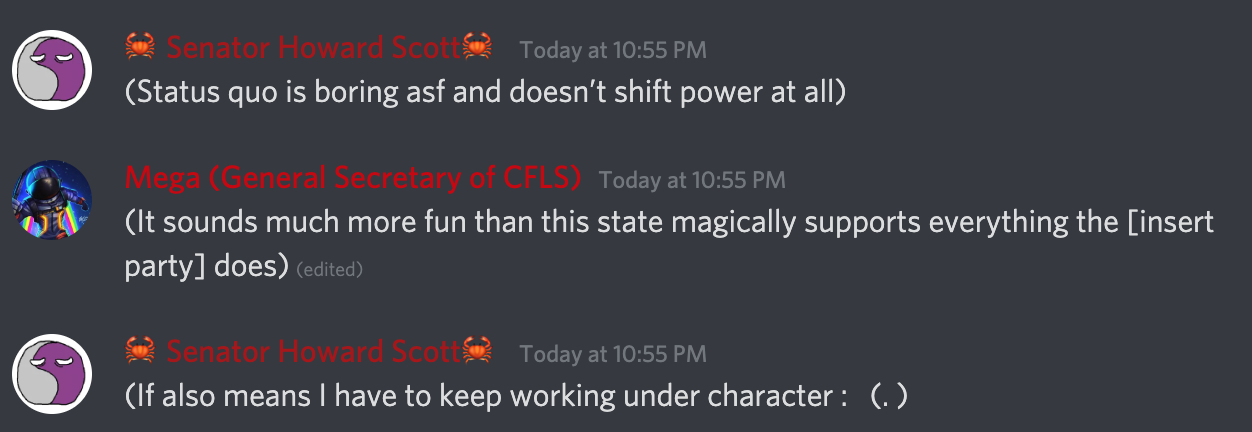 🦀 Senator Howard Scott🦀 Today at 10:55 PM
(Status quo is boring asf and doesn’t shift power at all)
Mega (General Secretary of CFLS) Today at 10:55 PM
(It sounds much more fun than this state magically supports everything the [insert
party] does) (edited)
🦀 Senator Howard Scott🦀 Today at 10:55 PM
(If also means I have to keep working under character : (. )